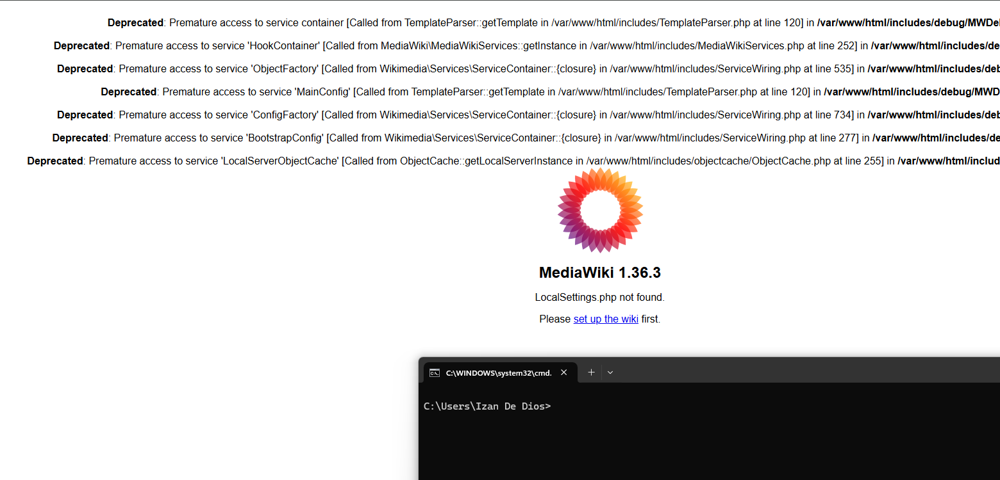 Deprecated: Premature access to service container [Called from TemplateParser::getTemplate in /var/www/html/includes/TemplateParser.php at line 120] in /var/www/html/includes/debug/MWDe
Deprecated: Premature access to service 'HookContainer' [Called from MediaWiki\MediaWikiServices::getInstance in /var/www/html/includes/MediaWikiServices.php at line 252] in /var/www/html/includes/de
Deprecated: Premature access to service 'ObjectFactory' [Called from Wikimedia\Services\ServiceContainer::{closure} in /var/www/html/includes/ServiceWiring.php at line 535] in /var/www/html/includes/deb
Deprecated: Premature access to service 'MainConfig' [Called from TemplateParser::getTemplate in /var/www/html/includes/TemplateParser.php at line 120] in /var/www/html/includes/debug/MWD
Deprecated: Premature access to service 'ConfigFactory' [Called from Wikimedia\Services\ServiceContainer::{closure} in /var/www/html/includes/ServiceWiring.php at line 734] in /var/www/html/includes/deb
Deprecated: Premature access to service 'BootstrapConfig' [Called from Wikimedia\Services\ServiceContainer::{closure} in /var/www/html/includes/ServiceWiring.php at line 277] in /var/www/html/includes/de
Deprecated: Premature access to service 'LocalServerObjectCache' [Called from ObjectCache::getLocalServerInstance in /var/www/html/includes/objectcache/ObjectCache.php at line 255] in /var/www/html/includ
MediaWiki 1.36.3
LocalSettings.php not found.
Please set up the wiki first.
C:\WINDOWS\system32\cmd.
C:\Users\Izan De Dios>